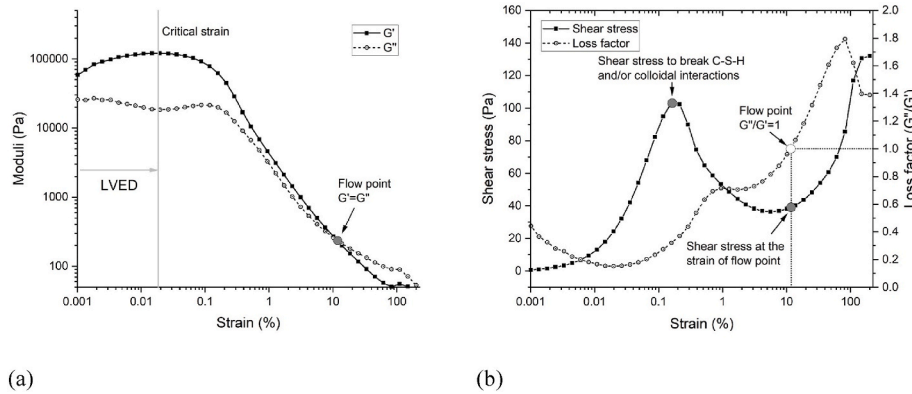 Critical strain
G'
G''
100000
10000
1000
100
Moduli (Pa)
LVED
Flow point
G'=G''
0.001
0.01
0.1
1
10
100
Strain (%)
(a)
Shear stress
Loss factor
Shear stress to break C-S-H
and/or colloidal interactions
Flow point
G''/G'=1
Shear stress at the
strain of flow point
160
140
120
100
80
60
40
20
0
Shear stress (Pa)
2.0
1.8
1.6
1.4
1.2
1.0
0.8
0.6
0.4
0.2
0.0
Loss factor (G''/G')
0.001
0.01
0.1
1
10
100
Strain (%)
(b)